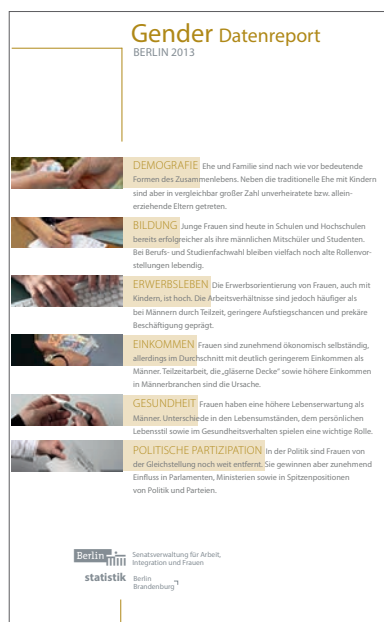 Gender Datenreport
BERLIN 2013
DEMOGRAFIE Ehe und Familie sind nach wie vor bedeutende
Formen des Zusammenlebens. Neben die traditionelle Ehe mit Kindern
sind aber in vergleichbar großer Zahl unverheiratete bzw. allein-
erziehende Eltern getreten.
BILDUNG Junge Frauen sind heute in Schulen und Hochschulen
bereits erfolgreicher als ihre männlichen Mitschüler und Studenten.
Bei Berufs- und Studienfachwahl bleiben vielfach noch alte Rollenvor-
stellungen lebendig.
ERWERBSLEBEN Die Erwerbsorientierung von Frauen, auch mit
Kindern, ist hoch. Die Arbeitsverhältnisse sind jedoch häufiger als
bei Männern durch Teilzeit, geringere Aufstiegschancen und prekäre
Beschäftigung geprägt.
EINKOMMEN Frauen sind zunehmend ökonomisch selbständig,
allerdings im Durchschnitt mit deutlich geringerem Einkommen als
Männer. Teilzeitarbeit, die „gläserne Decke“ sowie höhere Einkommen
in Männerbranchen sind die Ursache.
GESUNDHEIT Frauen haben eine höhere Lebenserwartung als
Männer. Unterschiede in den Lebensumständen, dem persönlichen
Lebensstil sowie im Gesundheitsverhalten spielen eine wichtige Rolle.
POLITISCHE PARTIZIPATION In der Politik sind Frauen von
der Gleichstellung noch weit entfernt. Sie gewinnen aber zunehmend
Einfluss in Parlamenten, Ministerien sowie in Spitzenpositionen
von Politik und Parteien.
Berlin Senatsverwaltung für Arbeit,
Integration und Frauen
statistik Berlin
Brandenburg